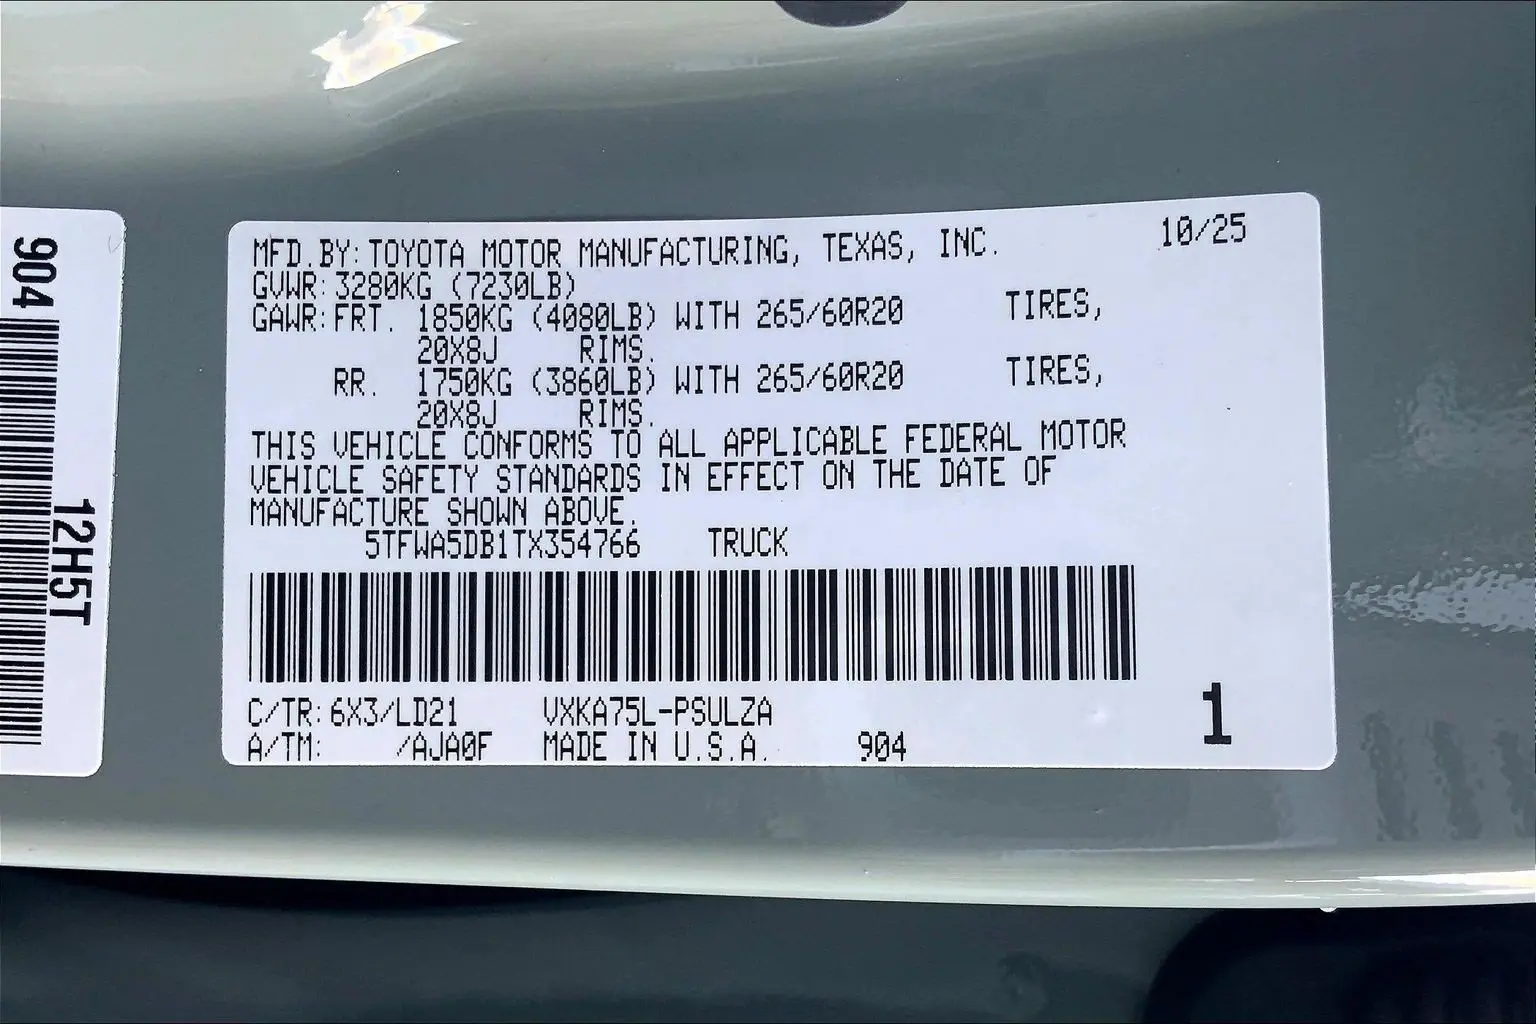 904
12H5T
MFD.BY: TOYOTA MOTOR MANUFACTURING, TEXAS, INC. 10/25
GVWR: 3280KG (7230LB)
GAWR: FRT. 1850KG (4080LB) WITH 265/60R20 TIRES,
20X8J RIMS.
RR. 1750KG (3860LB) WITH 265/60R20 TIRES,
20X8J RIMS.
THIS VEHICLE CONFORMS TO ALL APPLICABLE FEDERAL MOTOR
VEHICLE SAFETY STANDARDS IN EFFECT ON THE DATE OF
MANUFACTURE SHOWN ABOVE.
5TFWA5DB1TX354766 TRUCK
C/TR: 6X3/LD21 VXKA75L-PSULZA
A/TM: /AJA0F MADE IN U.S.A. 904
1